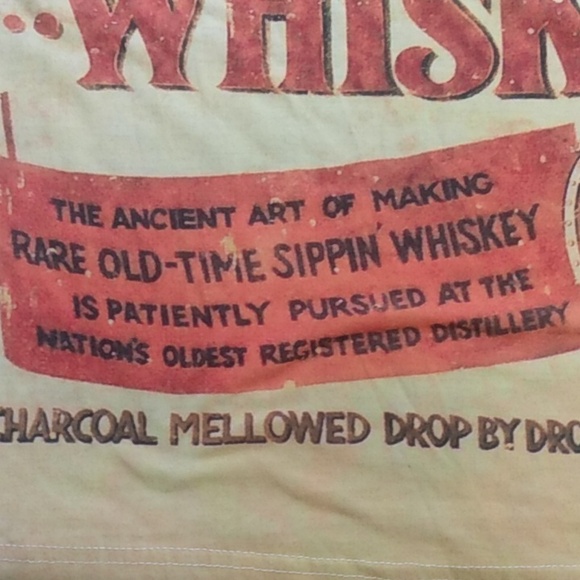 ..WHISK
THE ANCIENT ART OF MAKING
RARE OLD-TIME SIPPIN' WHISKEY
IS PATIENTLY PURSUED AT THE
NATION'S OLDEST REGISTERED DISTILLERY
CHARCOAL MELLOWED DROP BY DRO